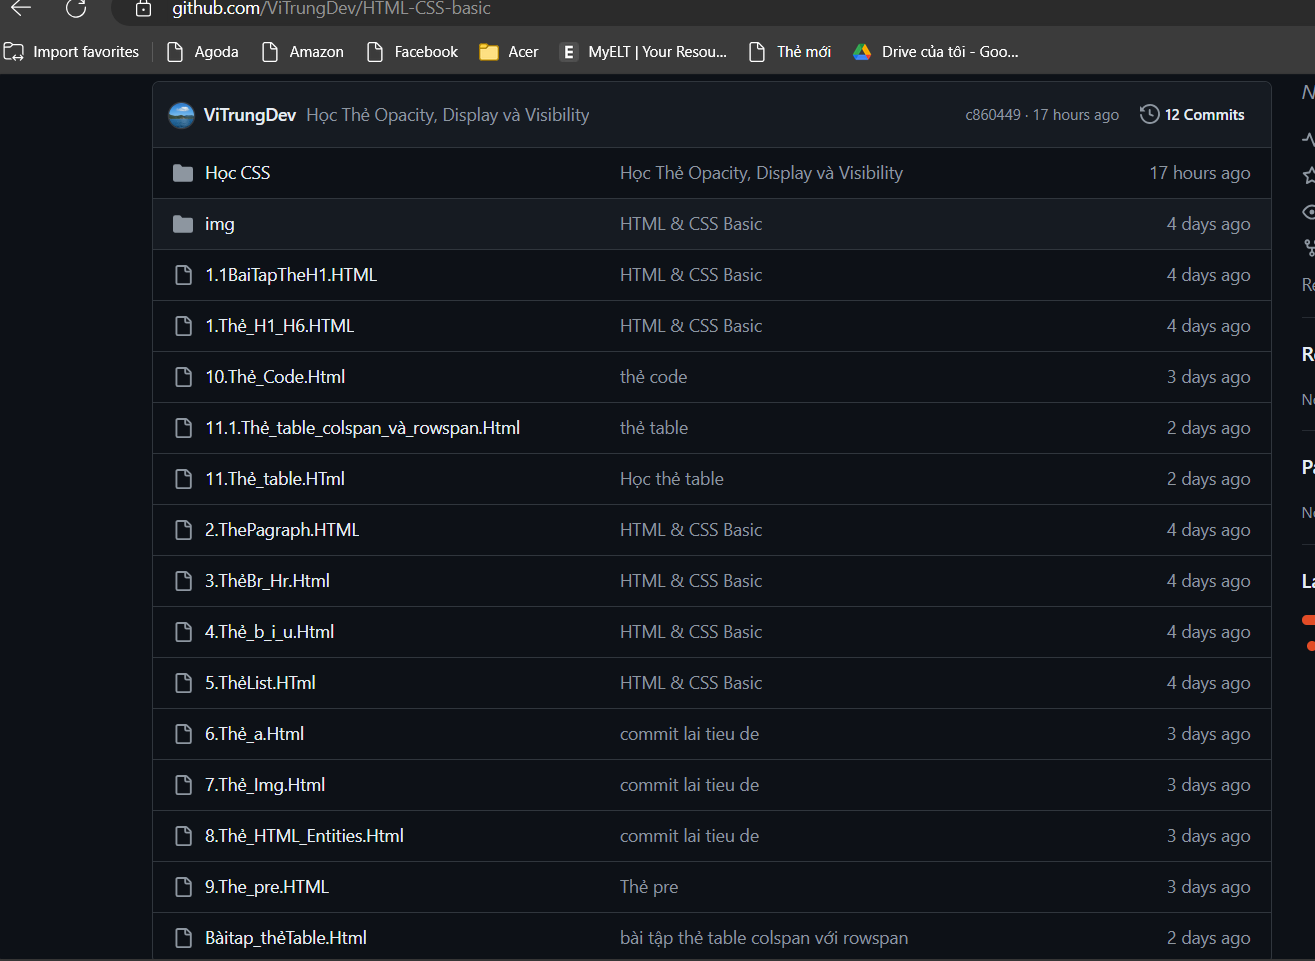 github.com/ViTrungDev/HTML-CSS-basic
Import favorites Agoda Amazon Facebook Acer E MyELT | Your Resou... Thẻ mới Drive của tôi - Goo...
ViTrungDev Học Thẻ Opacity, Display và Visibility c860449 · 17 hours ago 12 Commits
Học CSS Học Thẻ Opacity, Display và Visibility 17 hours ago
img HTML & CSS Basic 4 days ago
1.1BaiTapTheH1.HTML HTML & CSS Basic 4 days ago
1.Thẻ_H1_H6.HTML HTML & CSS Basic 4 days ago
10.Thẻ_Code.Html thẻ code 3 days ago
11.1.Thẻ_table_colspan_và_rowspan.Html thẻ table 2 days ago
11.Thẻ_table.HTml Học thẻ table 2 days ago
2.ThePagraph.HTML HTML & CSS Basic 4 days ago
3.ThẻBr_Hr.Html HTML & CSS Basic 4 days ago
4.Thẻ_b_i_u.Html HTML & CSS Basic 4 days ago
5.ThẻList.HTml HTML & CSS Basic 4 days ago
6.Thẻ_a.Html commit lai tieu de 3 days ago
7.Thẻ_Img.Html commit lai tieu de 3 days ago
8.Thẻ_HTML_Entities.Html commit lai tieu de 3 days ago
9.The_pre.HTML Thẻ pre 3 days ago
Bàitap_thẻTable.Html bài tập thẻ table colspan với rowspan 2 days ago